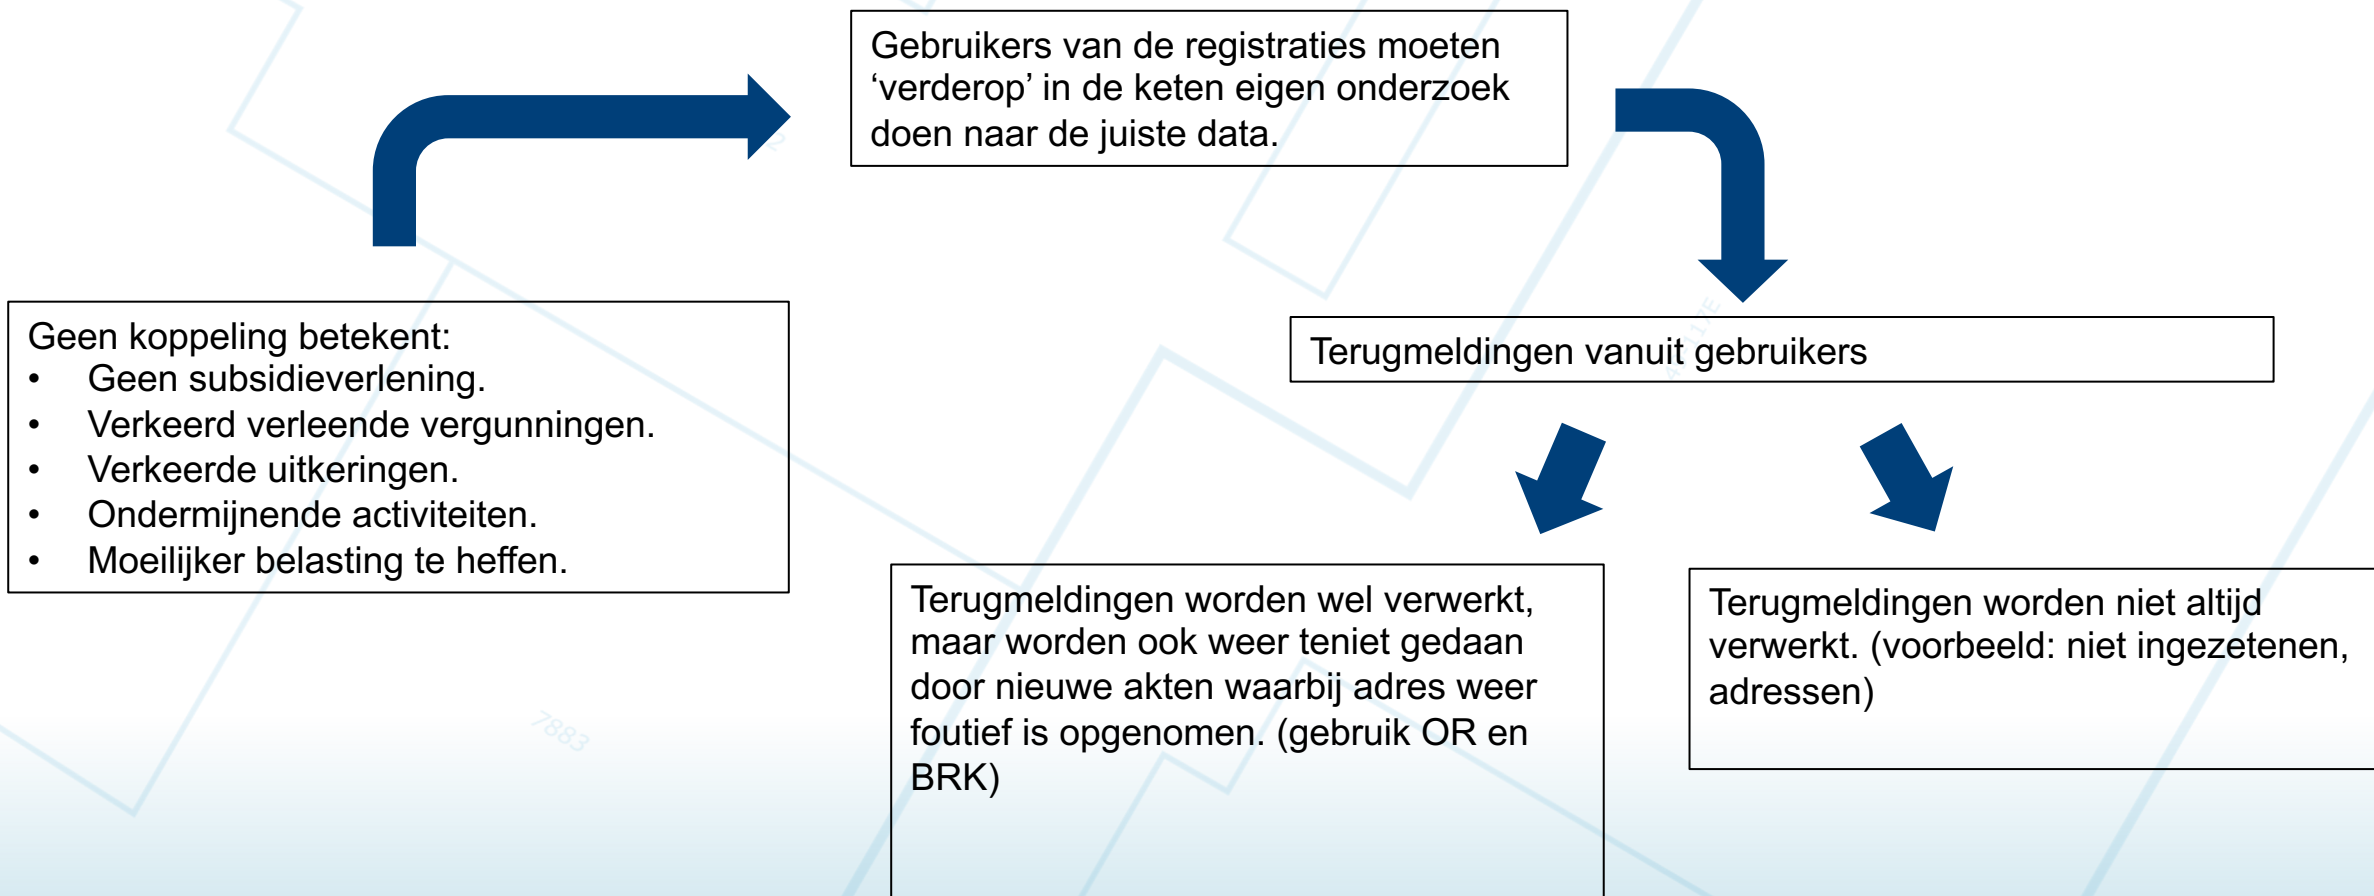 Gebruikers van de registraties moeten
‘verderop’ in de keten eigen onderzoek
doen naar de juiste data.
Geen koppeling betekent:
• Geen subsidieverlening.
• Verkeerd verleende vergunningen.
• Verkeerde uitkeringen.
• Ondermijnende activiteiten.
• Moeilijker belasting te heffen.
Terugmeldingen vanuit gebruikers
Terugmeldingen worden wel verwerkt,
maar worden ook weer teniet gedaan
door nieuwe akten waarbij adres weer
foutief is opgenomen. (gebruik OR en
BRK)
Terugmeldingen worden niet altijd
verwerkt. (voorbeeld: niet ingezetenen,
adressen)
7883